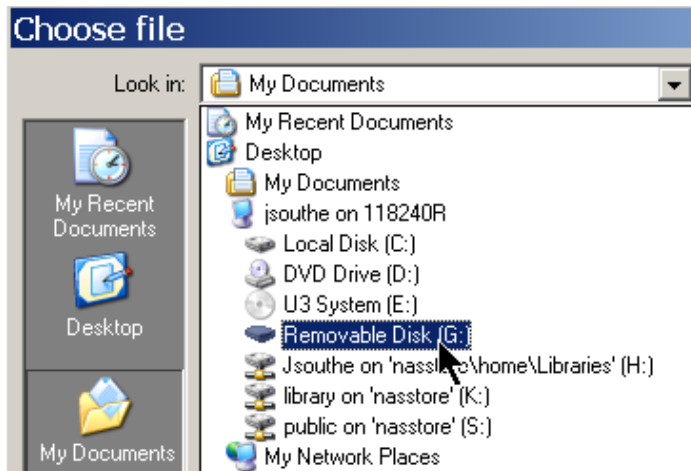 Choose file
Look in:
My Documents
My Recent Documents
Desktop
My Documents
jsouthe on 118240R
Local Disk (C:)
DVD Drive (D:)
U3 System (E:)
Removable Disk (G:)
Jsouthe on \home\Libraries' (H:)
library on 'nasstore' (K:)
public on 'nasstore' (S:)
My Network Places
My Recent
Documents
Desktop
My Documents